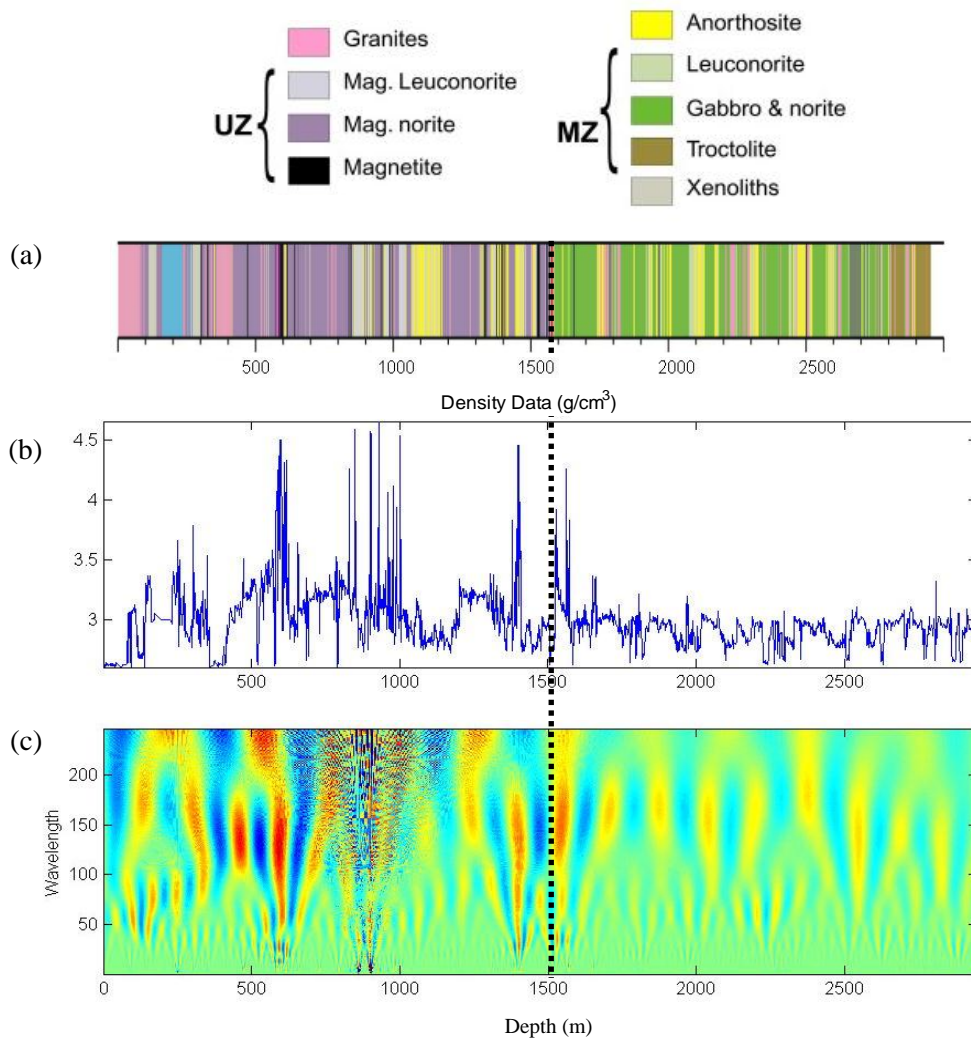 Granites
UZ
Mag. Leuconorite
Mag. norite
Magnetite
Anorthosite
MZ
Leuconorite
Gabbro & norite
Troctolite
Xenoliths
(a)
500 1000 1500 2000 2500
Density Data (g/cm³)
(b)
4.5
4
3.5
3
500 1000 1500 2000 2500
(c)
Wavelength
200
150
100
50
0 500 1000 1500 2000 2500
Depth (m)